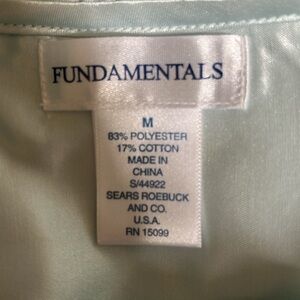 FUNDAMENTALS
M
83% POLYESTER
17% COTTON
MADE IN
CHINA
S/44922
SEARS ROEBUCK
AND CO.
U.S.A.
RN 15099